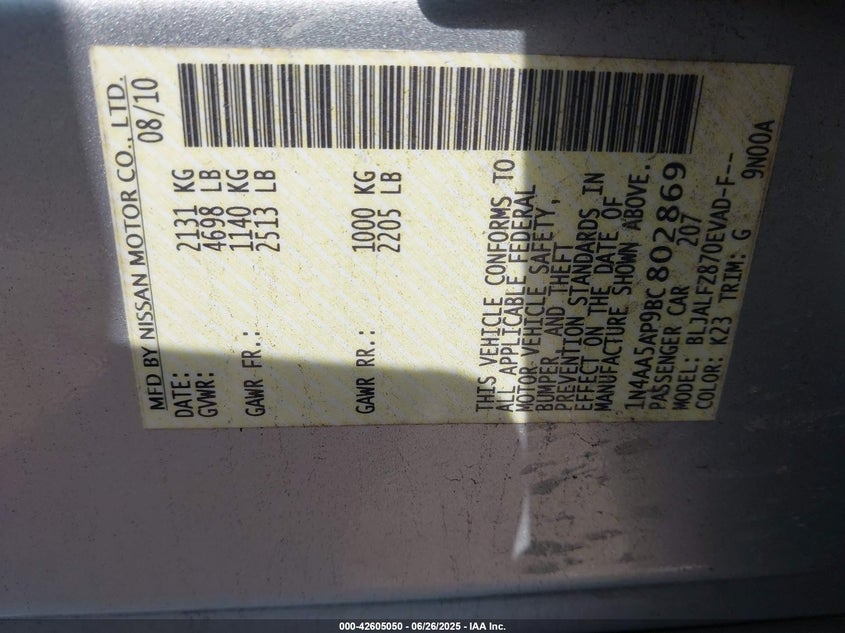 MFD BY NISSAN MOTOR CO., LTD.
DATE: 08/10
GVWR: 2131 KG
4698 LB
GAWR FR.: 1140 KG
2513 LB
GAWR RR.: 1000 KG
2205 LB
THIS VEHICLE CONFORMS TO
ALL APPLICABLE FEDERAL
MOTOR VEHICLE SAFETY,
BUMPER AND THEFT
PREVENTION STANDARDS IN
EFFECT ON THE DATE OF
MANUFACTURE SHOWN ABOVE.
1N4AA5AP9BC802869
PASSENGER CAR 207
MODEL: BLJALFZ870EVAD-F--
COLOR: K23 TRIM: G 9N00A
000-42605050 - 06/26/2025 - IAA Inc.